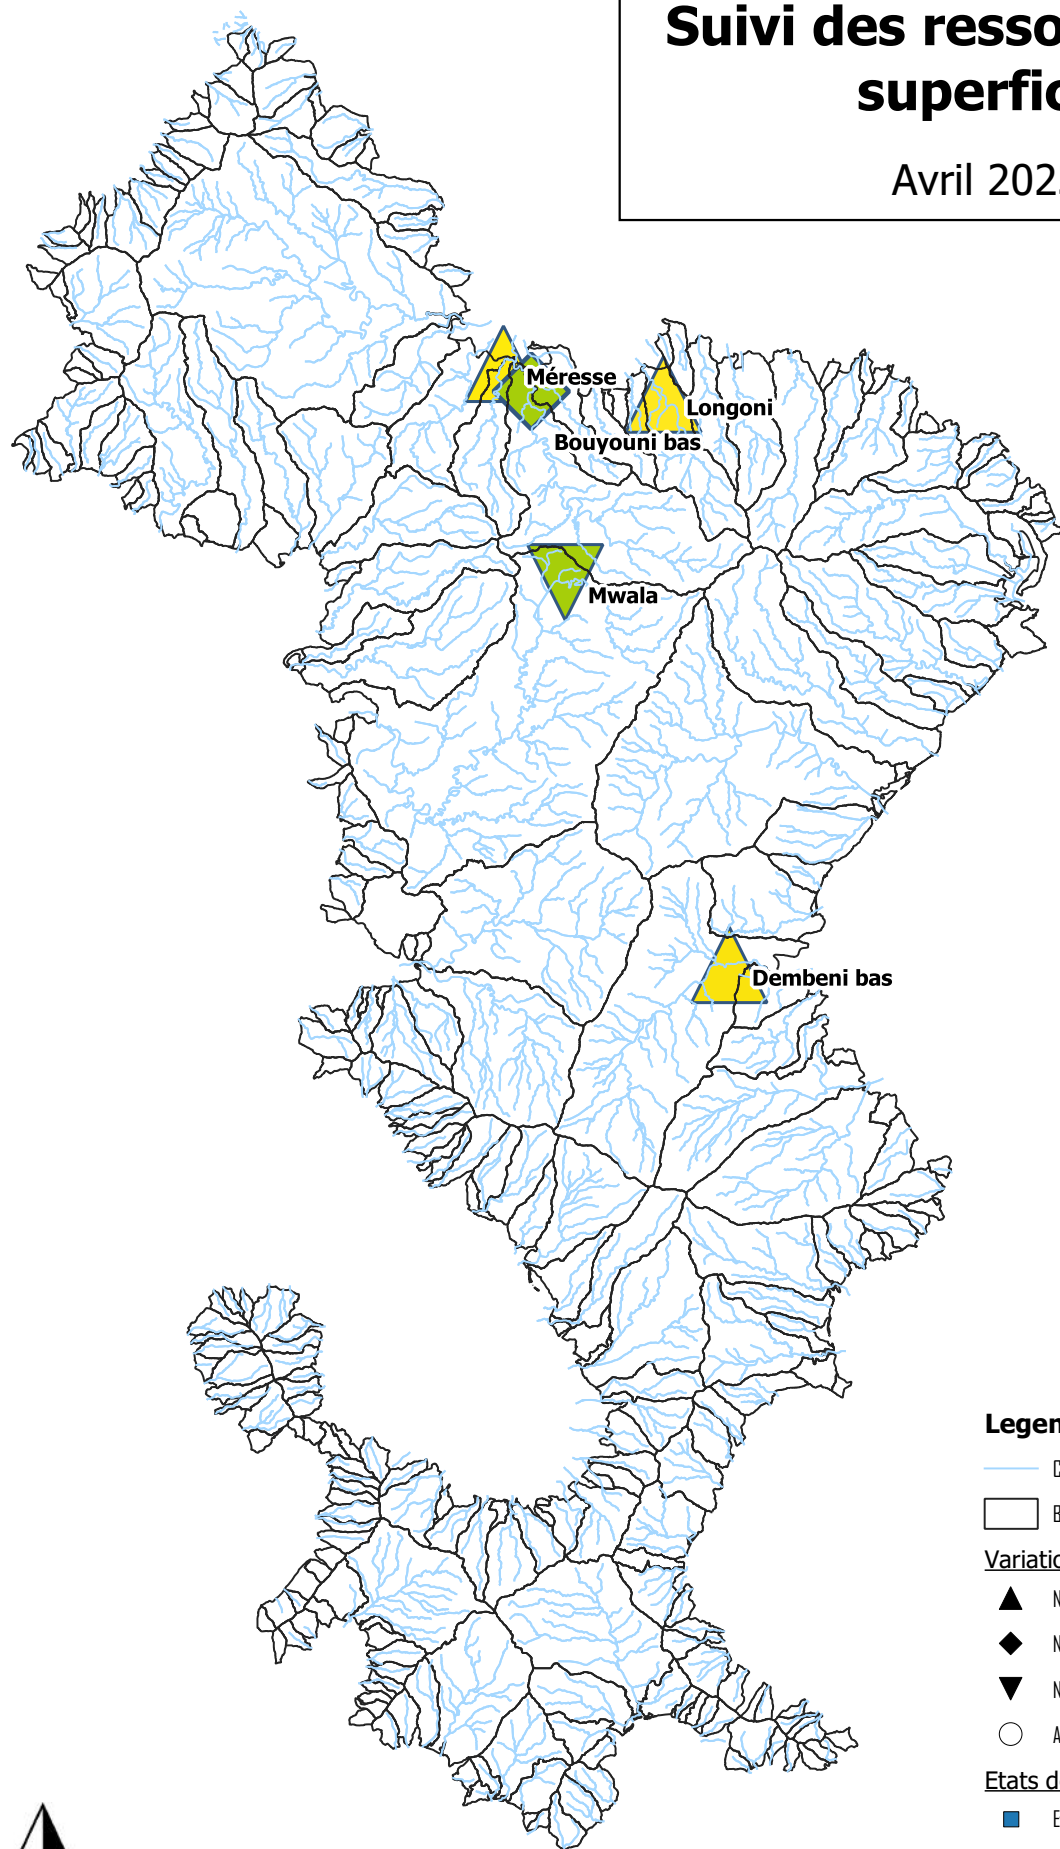 Suivi des resso
superfic
Avril 202
Méresse
Longoni
Bouyouni bas
Mwala
Dembeni bas
Legen
C
B
Variatio
N
N
N
A
Etats d
E